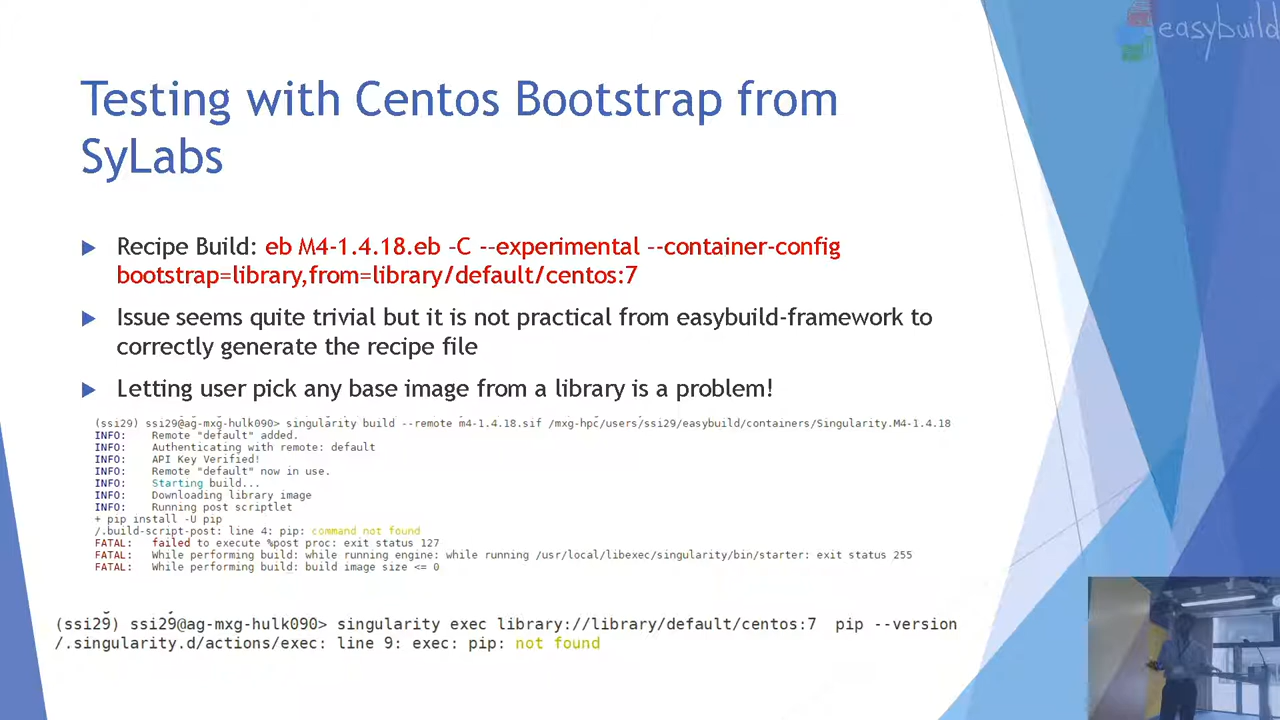 easybuild
Testing with Centos Bootstrap from
SyLabs
Recipe Build: eb M4-1.4.18.eb -C --experimental --container-config
bootstrap=library,from=library/default/centos:7
Issue seems quite trivial but it is not practical from easybuild-framework to
correctly generate the recipe file
Letting user pick any base image from a library is a problem!
(ssi29) ssi29@ag-mxg-hulk090> singularity build --remote m4-1.4.18.sif /mxg-hpc/users/ssi29/easybuild/containers/Singularity.M4-1.4.18
INFO: Remote "default" added.
INFO: Authenticating with remote: default
INFO: API Key Verified!
INFO: Remote "default" now in use.
INFO: Starting build...
INFO: Downloading library image
INFO: Running post scriptlet
+ pip install -U pip
/.build-script-post: line 4: pip: command not found
FATAL: failed to execute %post proc: exit status 127
FATAL: While performing build: while running engine: while running /usr/local/libexec/singularity/bin/starter: exit status 255
FATAL: While performing build: build image size <= 0
(ssi29) ssi29@ag-mxg-hulk090> singularity exec library://library/default/centos:7 pip --version
/.singularity.d/actions/exec: line 9: exec: pip: not found